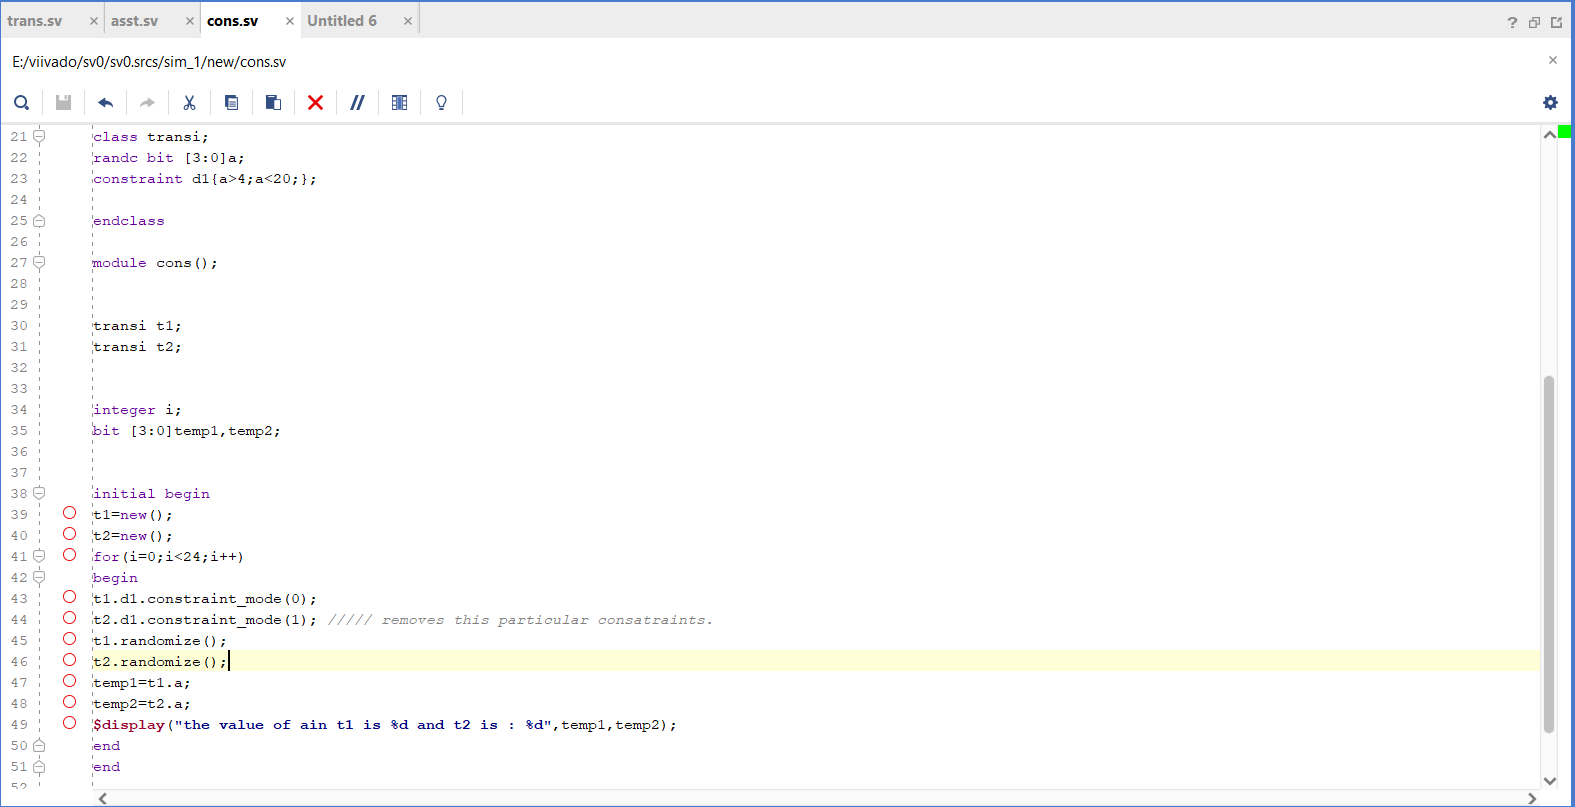 trans.sv × asst.sv × cons.sv × Untitled 6 × ?
E:/viivado/sv0/sv0.srcs/sim_1/new/cons.sv ×
21 class transi;
22 randc bit [3:0]a;
23 constraint d1{a>4;a<20;};
24
25 endclass
26
27 module cons();
28
29
30 transi t1;
31 transi t2;
32
33
34 integer i;
35 bit [3:0]temp1,temp2;
36
37
38 initial begin
39 t1=new();
40 t2=new();
41 for(i=0;i<24;i++)
42 begin
43 t1.d1.constraint_mode(0);
44 t2.d1.constraint_mode(1); ///// removes this particular consatraints.
45 t1.randomize();
46 t2.randomize();
47 temp1=t1.a;
48 temp2=t2.a;
49 $display("the value of ain t1 is %d and t2 is : %d",temp1,temp2);
50 end
51 end
52